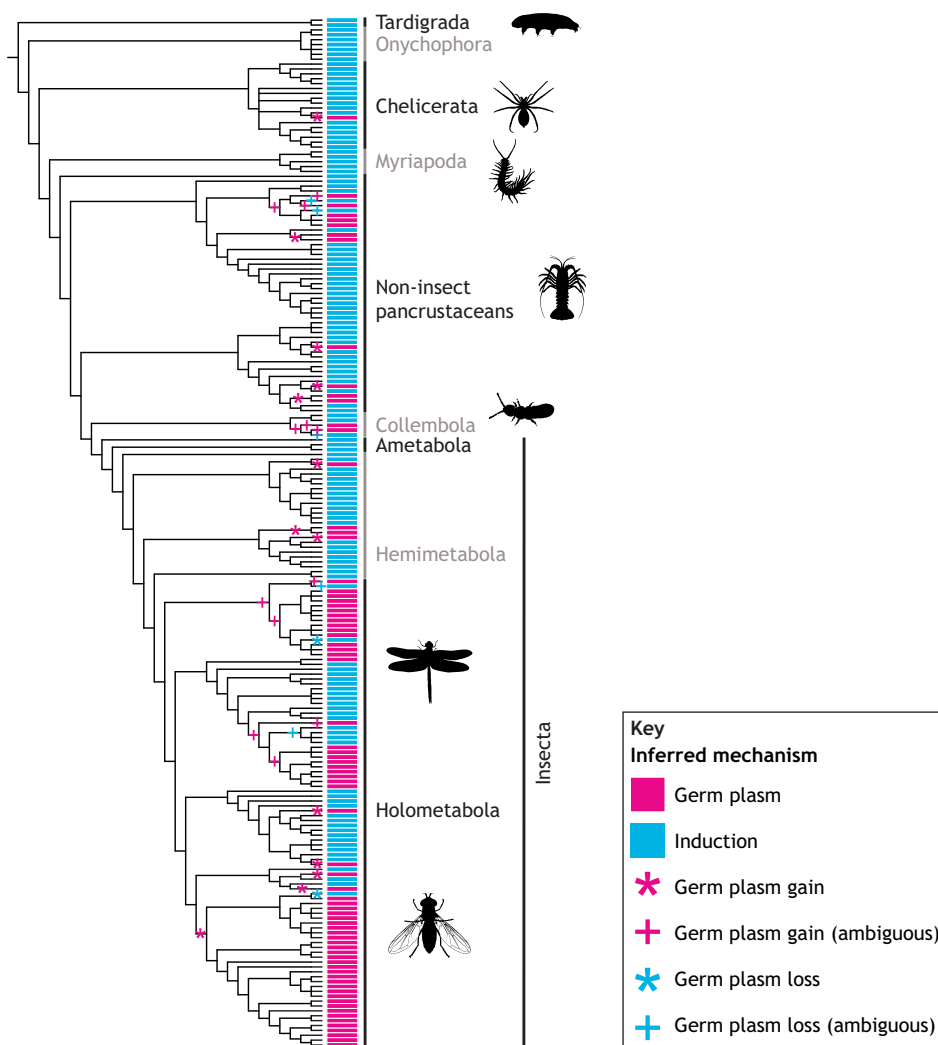 Tardigrada
Onychophora
Chelicerata
Myriapoda
Non-insect
pancrustaceans
Collembola
Ametabola
Hemimetabola
Holometabola
Insecta
Key
Inferred mechanism
Germ plasm
Induction
Germ plasm gain
Germ plasm gain (ambiguous)
Germ plasm loss
Germ plasm loss (ambiguous)